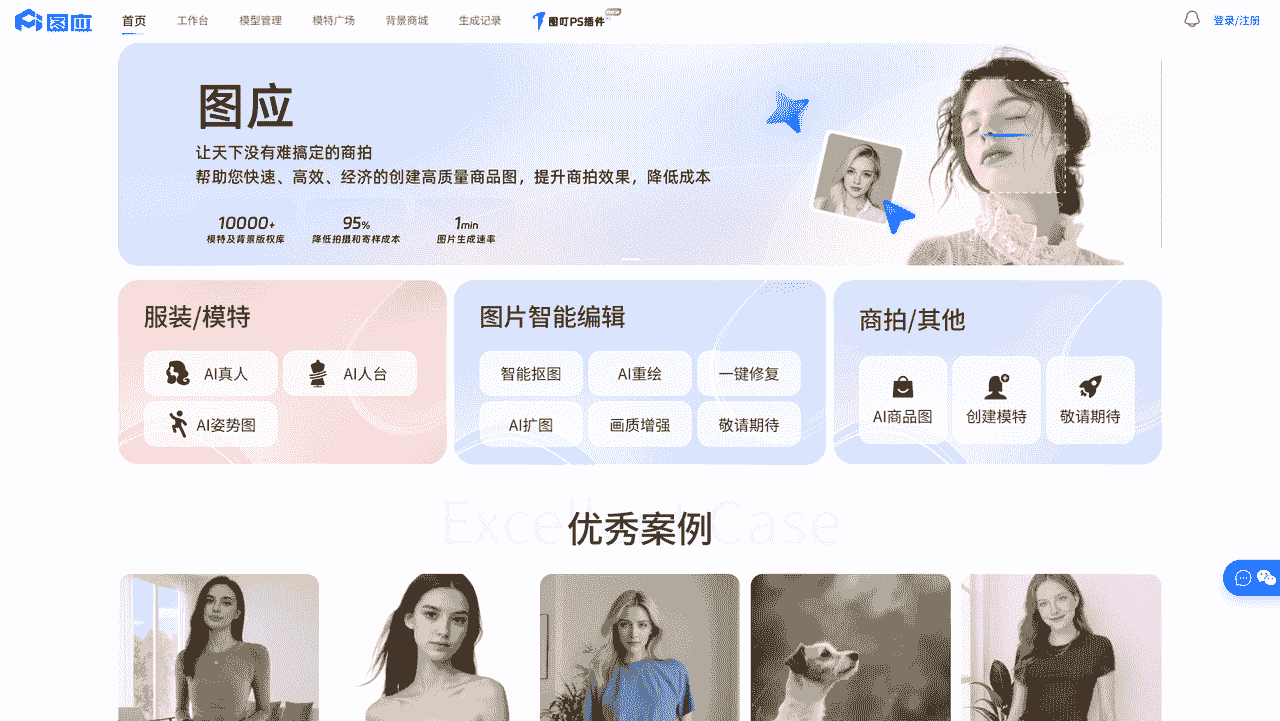 图应
首页
工作台
模型管理
模特广场
背景商城
生成记录
图叮PS插件
new
登录/注册
图应
让天下没有难搞定的商拍
帮助您快速、高效、经济的创建高质量商品图，提升商拍效果，降低成本
10000+
95%
1min
模特及背景版权库
降低拍摄和寄样成本
图片生成速率
服装/模特
AI真人
AI人台
AI姿势图
图片智能编辑
智能抠图
AI重绘
一键修复
AI扩图
画质增强
敬请期待
商拍/其他
AI商品图
创建模特
敬请期待
Excellent Case
优秀案例